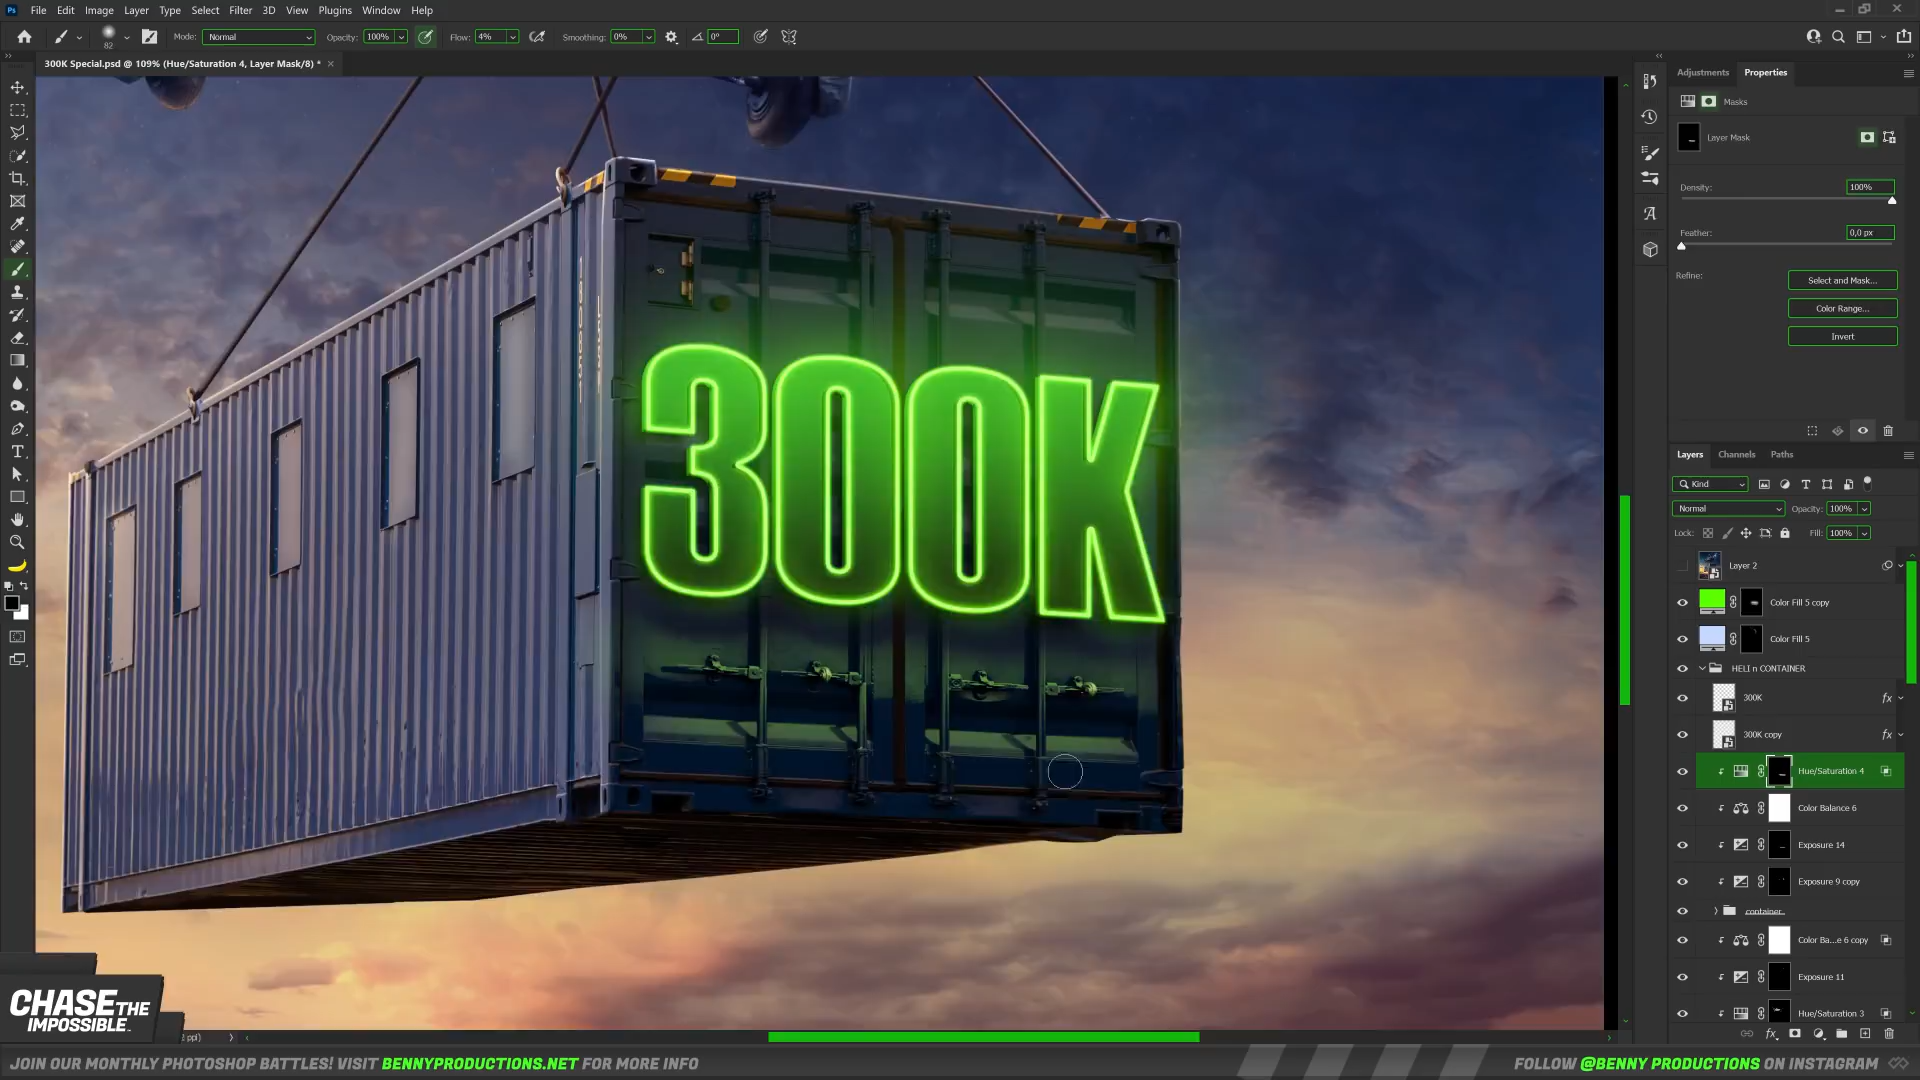 Ps File Edit Image Layer Type Select Filter 3D View Plugins Window Help
82 Mode: Normal Opacity: 100% Flow: 4% Smoothing: 0% 0°
300K Special.psd @ 109% (Hue/Saturation 4, Layer Mask/8) *
Adjustments Properties
Masks
Layer Mask
Density: 100%
Feather: 0,0 px
Refine: Select and Mask...
Color Range...
Invert
Layers Channels Paths
Kind
Normal Opacity: 100%
Lock: Fill: 100%
Layer 2
Color Fill 5 copy
Color Fill 5
HELI n CONTAINER
300K fx
300K copy fx
Hue/Saturation 4
Color Balance 6
Exposure 14
Exposure 9 copy
container
Color Ba...e 6 copy
Exposure 11
Hue/Saturation 3
300K
CHASE THE
IMPOSSIBLE.
ppi)
JOIN OUR MONTHLY PHOTOSHOP BATTLES! VISIT BENNYPRODUCTIONS.NET FOR MORE INFO
FOLLOW @BENNY PRODUCTIONS ON INSTAGRAM